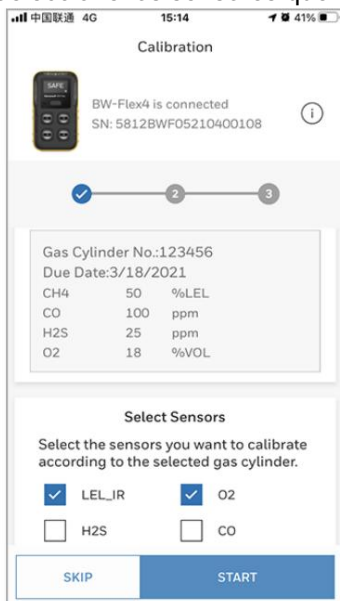 中国联通 4G 15:14 41%
Calibration
SAFE
BW-Flex4 is connected
SN: 5812BWF05210400108
i
2 3
Gas Cylinder No.:123456
Due Date:3/18/2021
CH4 50 %LEL
CO 100 ppm
H2S 25 ppm
O2 18 %VOL
Select Sensors
Select the sensors you want to calibrate
according to the selected gas cylinder.
LEL_IR O2
H2S CO
SKIP START